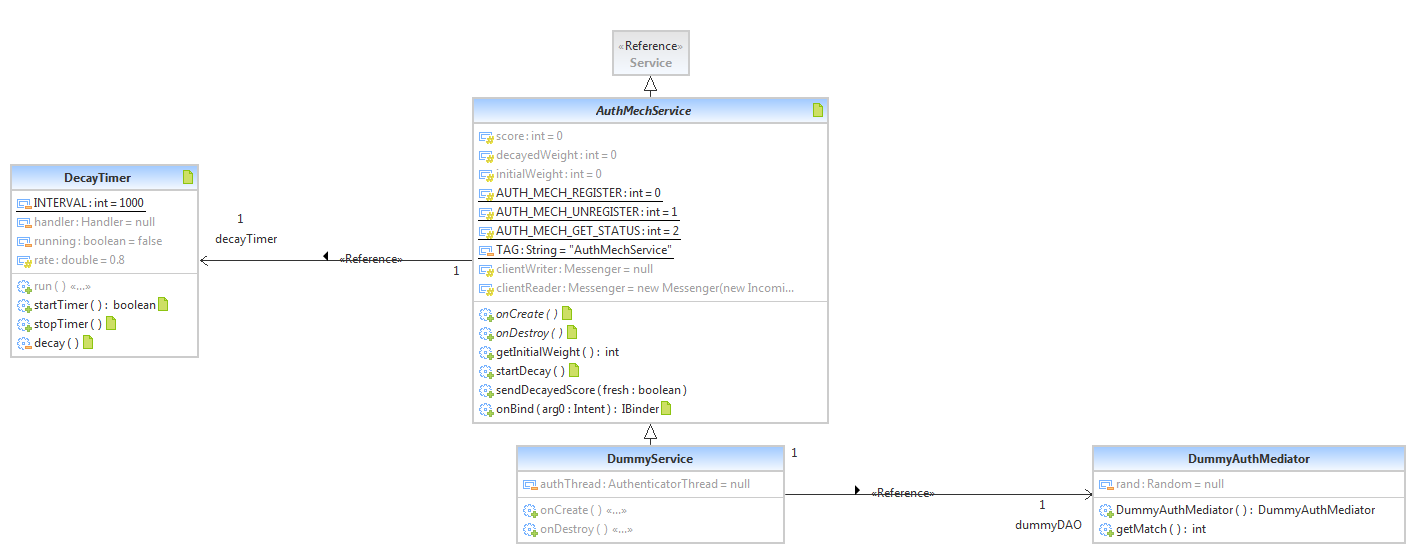 «Reference»
Service
AuthMechService
score : int = 0
decayedWeight : int = 0
initialWeight : int = 0
AUTH_MECH_REGISTER : int = 0
AUTH_MECH_UNREGISTER : int = 1
AUTH_MECH_GET_STATUS : int = 2
TAG : String = "AuthMechService"
clientWriter : Messenger = null
clientReader : Messenger = new Messenger(new Incomi...
onCreate ( )
onDestroy ( )
getInitialWeight ( ) : int
startDecay ( )
sendDecayedScore ( fresh : boolean )
onBind ( arg0 : Intent ) : IBinder
DecayTimer
INTERVAL : int = 1000
handler : Handler = null
running : boolean = false
rate : double = 0.8
run ( ) «...»
startTimer ( ) : boolean
stopTimer ( )
decay ( )
1
decayTimer
«Reference»
1
DummyService
authThread : AuthenticatorThread = null
onCreate ( ) «...»
onDestroy ( ) «...»
1
«Reference»
1
dummyDAO
DummyAuthMediator
rand : Random = null
DummyAuthMediator ( ) : DummyAuthMediator
getMatch ( ) : int